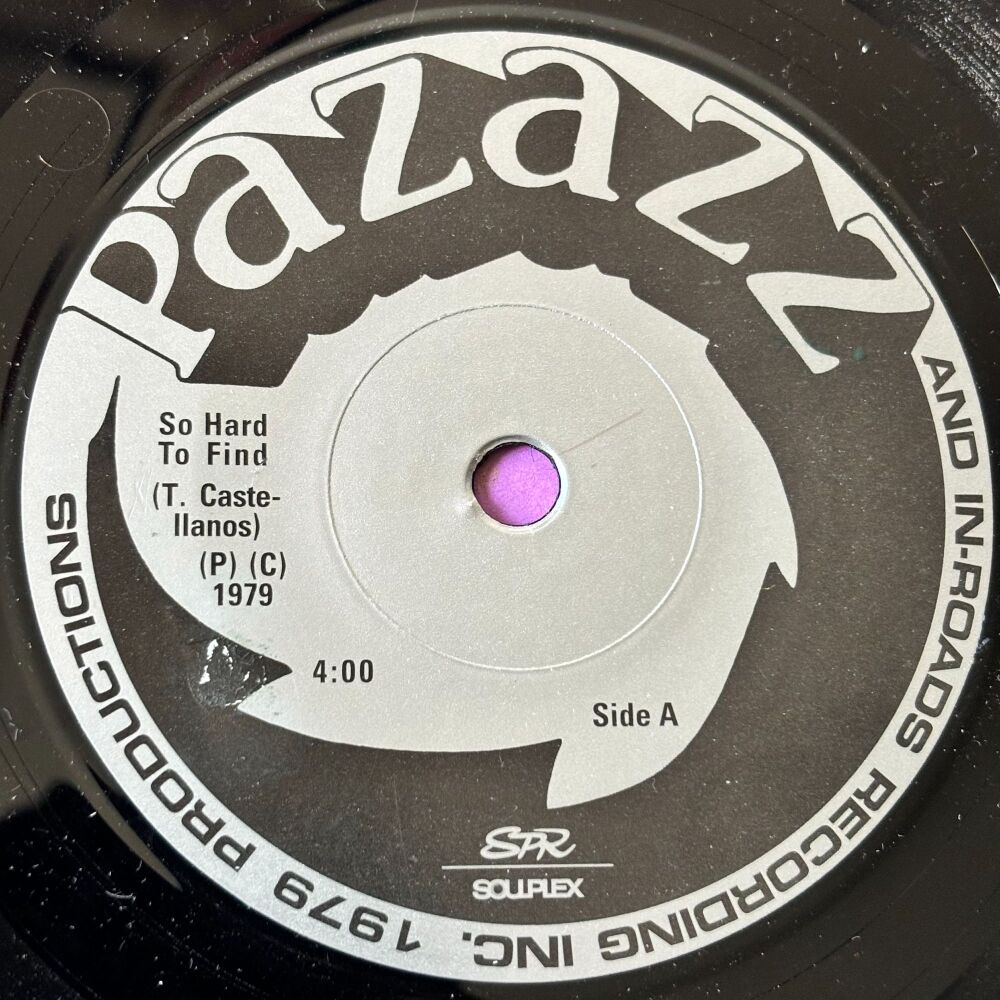 Pazazz
So Hard
To Find
(T. Caste-
llanos)
(P) (C)
1979
4:00
Side A
SPR
SOULPLEX
AND IN-ROADS RECORDING INC. 1979 PRODUCTIONS